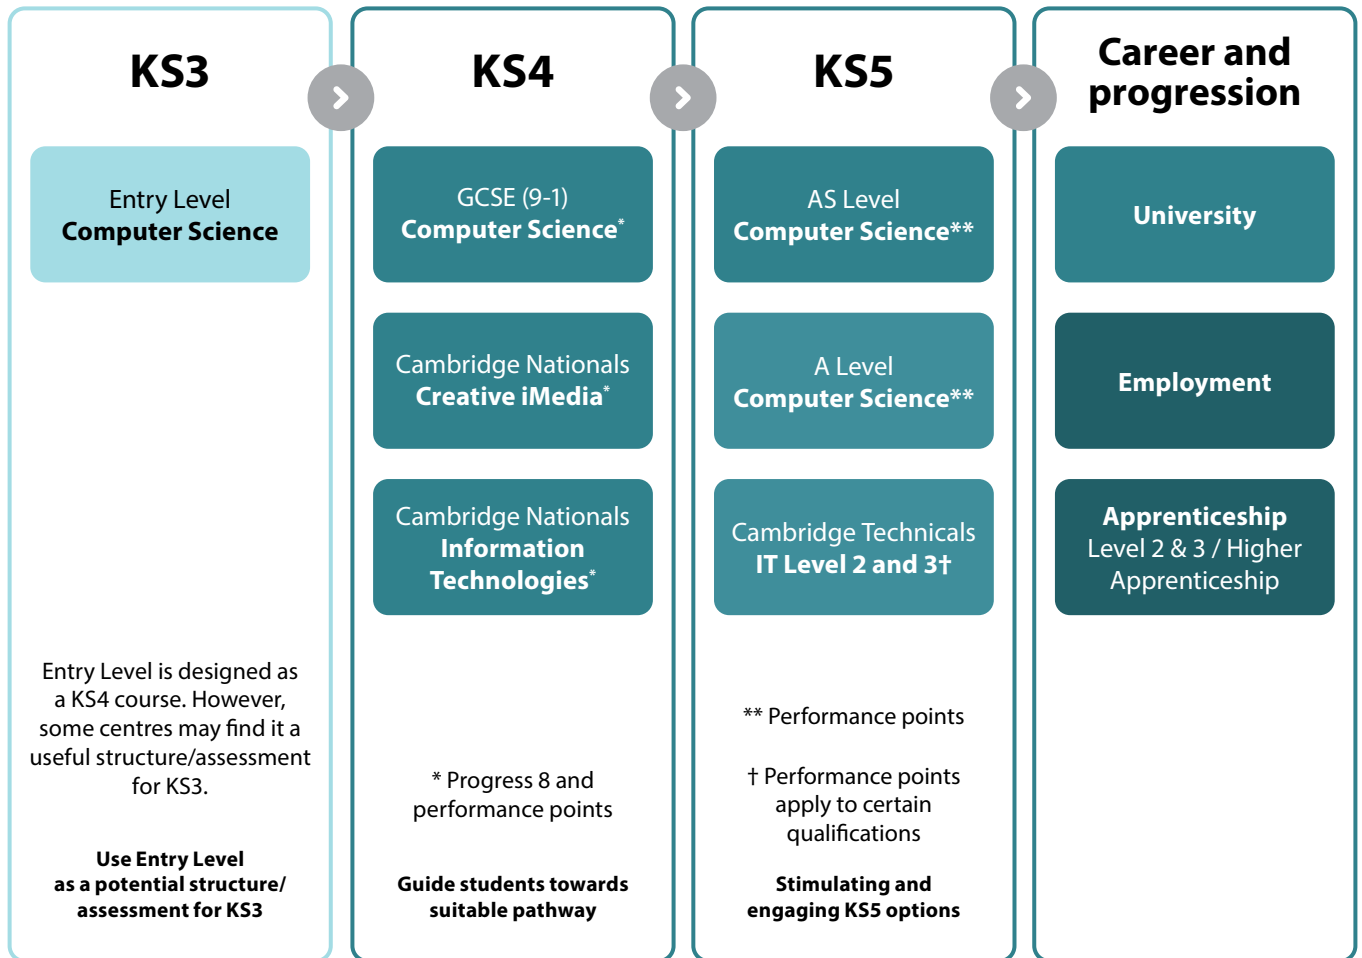 KS3
Entry Level
Computer Science
Entry Level is designed as
a KS4 course. However,
some centres may find it a
useful structure/assessment
for KS3.
Use Entry Level
as a potential structure/
assessment for KS3
KS4
GCSE (9-1)
Computer Science*
Cambridge Nationals
Creative iMedia*
Cambridge Nationals
Information
Technologies*
* Progress 8 and
performance points
Guide students towards
suitable pathway
KS5
AS Level
Computer Science**
A Level
Computer Science**
Cambridge Technicals
IT Level 2 and 3†
** Performance points
† Performance points
apply to certain
qualifications
Stimulating and
engaging KS5 options
Career and
progression
University
Employment
Apprenticeship
Level 2 & 3 / Higher
Apprenticeship